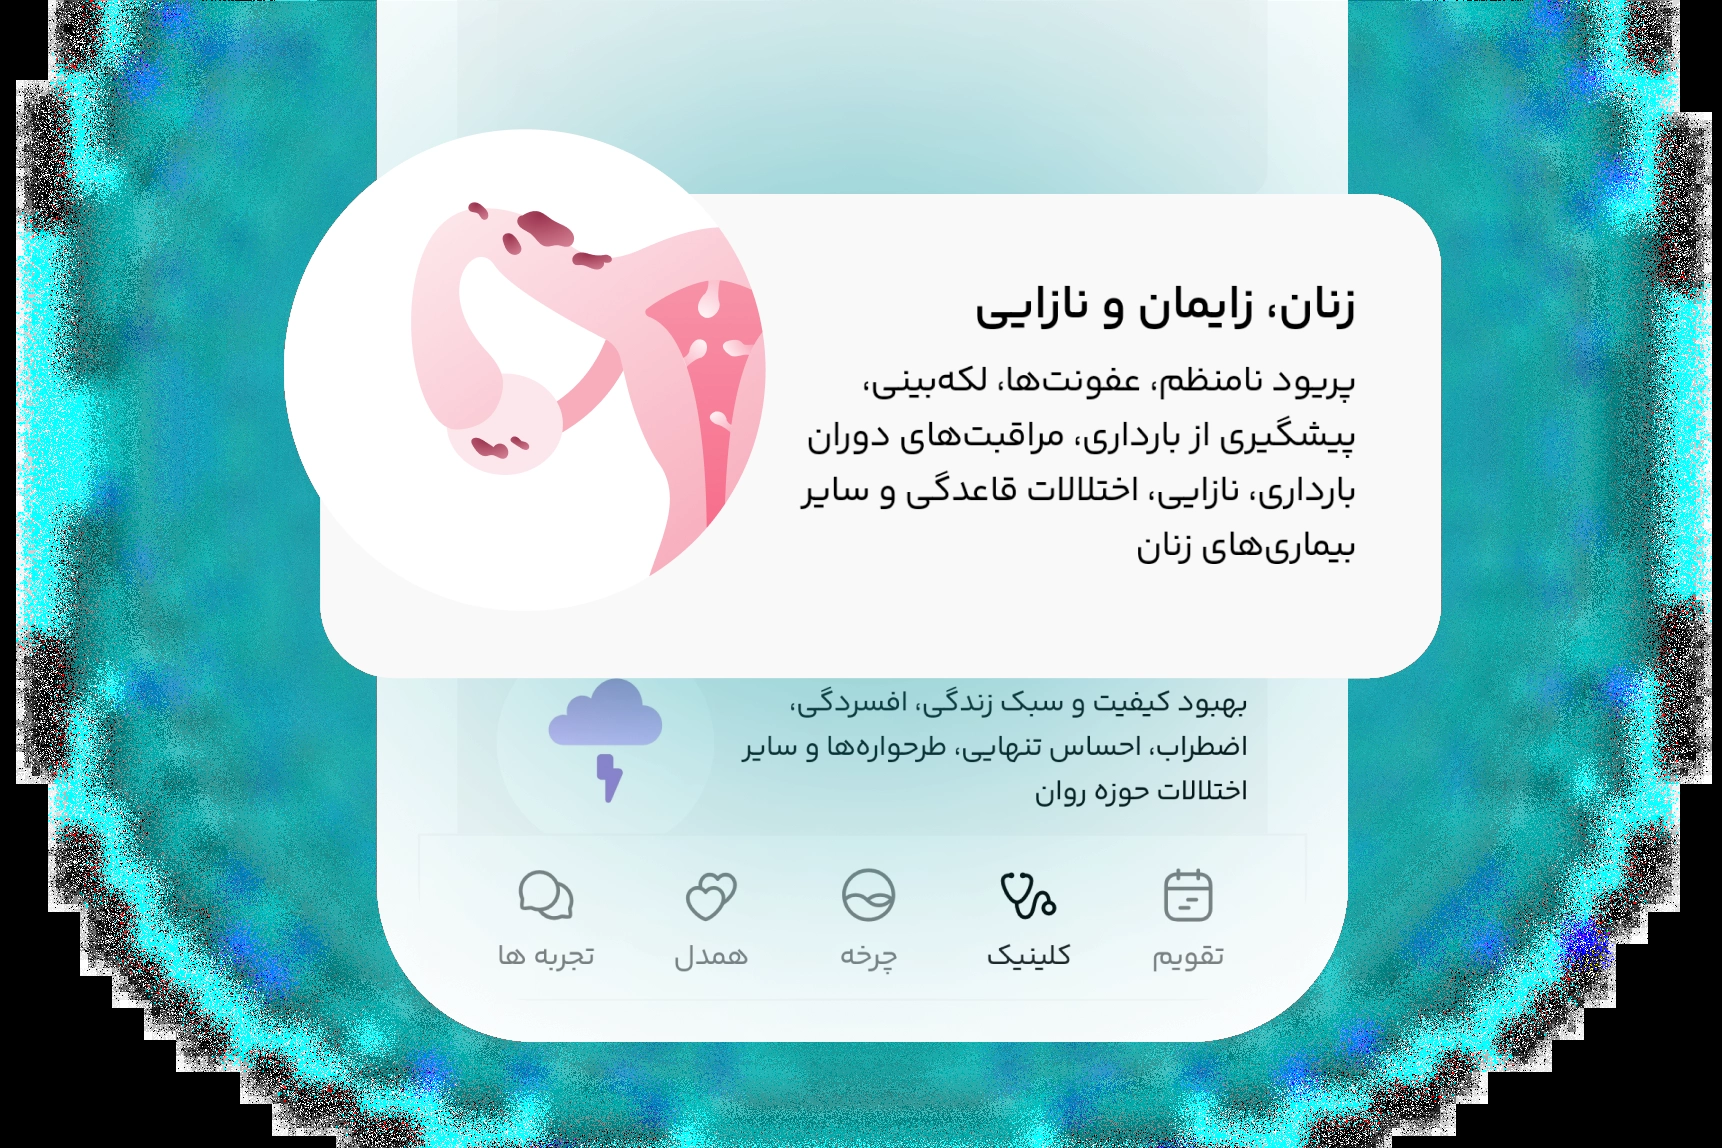 زنان، زایمان و نازایی
پریود نامنظم، عفونت‌ها، لکه‌بینی،
پیشگیری از بارداری، مراقبت‌های دوران
بارداری، نازایی، اختلالات قاعدگی و سایر
بیماری‌های زنان
بهبود کیفیت و سبک زندگی، افسردگی،
اضطراب، احساس تنهایی، طرحواره‌ها و سایر
اختلالات حوزه روان
تقویم
کلینیک
چرخه
همدل
تجربه ها